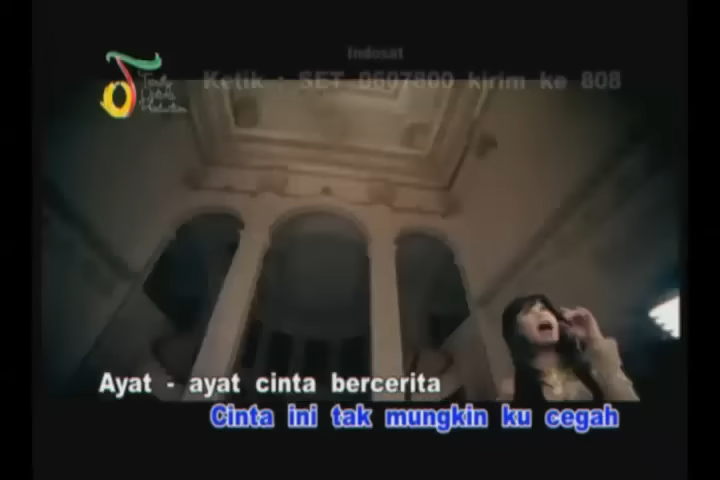 Indosat
Ketik : SET 0607800 kirim ke 808
Ayat - ayat cinta bercerita
Cinta ini tak mungkin ku cegah